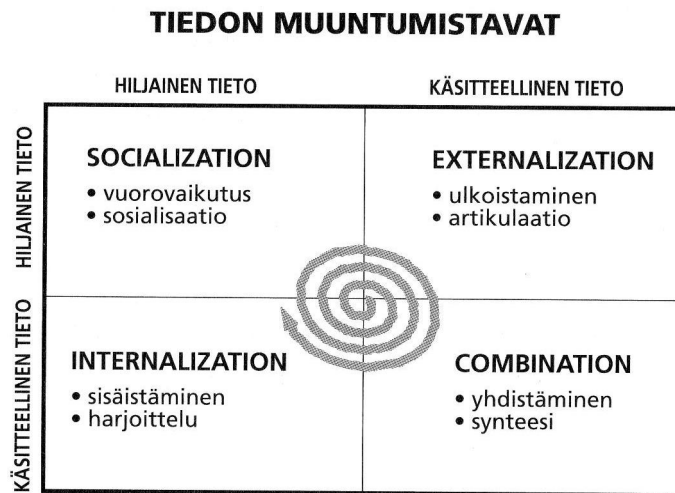 TIEDON MUUNTUMISTAVAT
HILJAINEN TIETO
KÄSITTEELLINEN TIETO
HILJAINEN TIETO
SOCIALIZATION
• vuorovaikutus
• sosialisaatio
EXTERNALIZATION
• ulkoistaminen
• artikulaatio
KÄSITTEELLINEN TIETO
INTERNALIZATION
• sisäistäminen
• harjoittelu
COMBINATION
• yhdistäminen
• synteesi